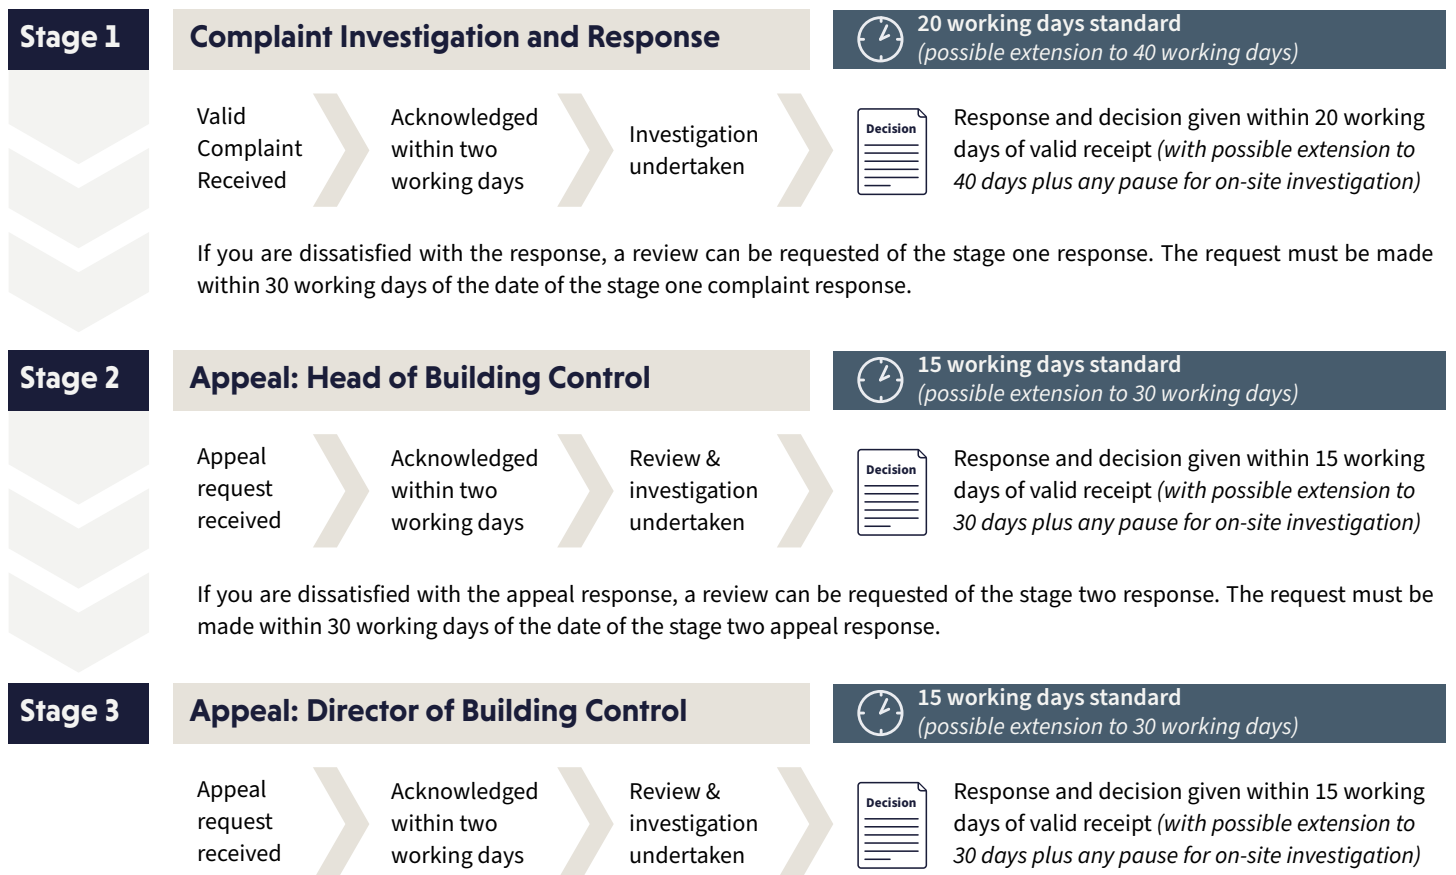 Stage 1
Complaint Investigation and Response
20 working days standard
(possible extension to 40 working days)
Valid
Complaint
Received
Acknowledged
within two
working days
Investigation
undertaken
Decision
Response and decision given within 20 working
days of valid receipt (with possible extension to
40 days plus any pause for on-site investigation)
If you are dissatisfied with the response, a review can be requested of the stage one response. The request must be made
within 30 working days of the date of the stage one complaint response.
Stage 2
Appeal: Head of Building Control
15 working days standard
(possible extension to 30 working days)
Appeal
request
received
Acknowledged
within two
working days
Review &
investigation
undertaken
Decision
Response and decision given within 15 working
days of valid receipt (with possible extension to
30 days plus any pause for on-site investigation)
If you are dissatisfied with the appeal response, a review can be requested of the stage two response. The request must be
made within 30 working days of the date of the stage two appeal response.
Stage 3
Appeal: Director of Building Control
15 working days standard
(possible extension to 30 working days)
Appeal
request
received
Acknowledged
within two
working days
Review &
investigation
undertaken
Decision
Response and decision given within 15 working
days of valid receipt (with possible extension to
30 days plus any pause for on-site investigation)